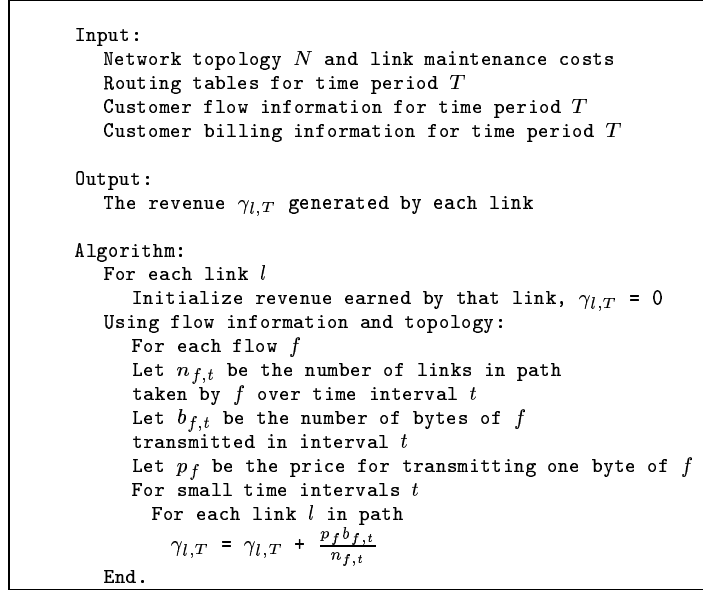 Input:
Network topology N and link maintenance costs
Routing tables for time period T
Customer flow information for time period T
Customer billing information for time period T
Output:
The revenue γ_{l,T} generated by each link
Algorithm:
For each link l
Initialize revenue earned by that link, γ_{l,T} = 0
Using flow information and topology:
For each flow f
Let n_{f,t} be the number of links in path
taken by f over time interval t
Let b_{f,t} be the number of bytes of f
transmitted in interval t
Let p_f be the price for transmitting one byte of f
For small time intervals t
For each link l in path
γ_{l,T} = γ_{l,T} + \frac{p_f b_{f,t}}{n_{f,t}}
End.